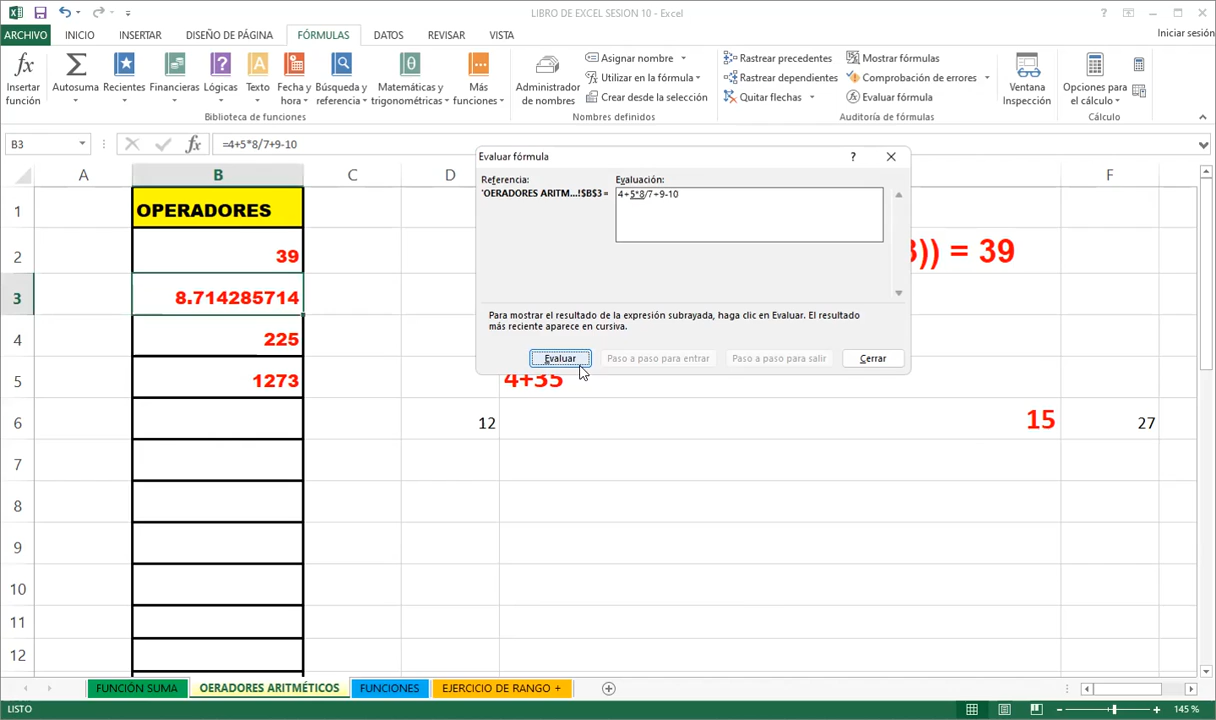 LIBRO DE EXCEL SESION 10 - Excel
ARCHIVO INICIO INSERTAR DISEÑO DE PÁGINA FÓRMULAS DATOS REVISAR VISTA Iniciar sesión
Insertar función
Autosuma
Recientes
Financieras
Lógicas
Texto
Fecha y hora
Búsqueda y referencia
Matemáticas y trigonométricas
Más funciones
Biblioteca de funciones
Administrador de nombres
Asignar nombre
Utilizar en la fórmula
Crear desde la selección
Nombres definidos
Rastrear precedentes
Rastrear dependientes
Quitar flechas
Mostrar fórmulas
Comprobación de errores
Evaluar fórmula
Auditoría de fórmulas
Ventana Inspección
Opciones para el cálculo
Cálculo
B3 fx =4+5*8/7+9-10
A B C D F
Evaluar fórmula ?
Referencia: Evaluación:
'OERADORES ARITM...!$B$3 = 4+5*8/7+9-10
Para mostrar el resultado de la expresión subrayada, haga clic en Evaluar. El resultado
más reciente aparece en cursiva.
Evaluar Paso a paso para entrar Paso a paso para salir Cerrar
1 OPERADORES
2 39 3)) = 39
3 8.714285714
4 225
5 1273 4+35
6 12 15 27
7
8
9
10
11
12
FUNCIÓN SUMA OERADORES ARITMÉTICOS FUNCIONES EJERCICIO DE RANGO +
LISTO 145 %